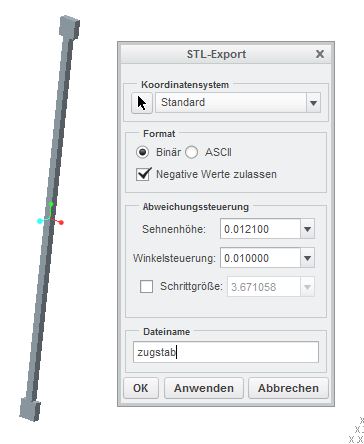 STL-Export
Koordinatensystem
Standard
Format
Binär ASCII
Negative Werte zulassen
Abweichungssteuerung
Sehnenhöhe: 0.012100
Winkelsteuerung: 0.010000
Schrittgröße: 3.671058
Dateiname
zugstab
OK Anwenden Abbrechen